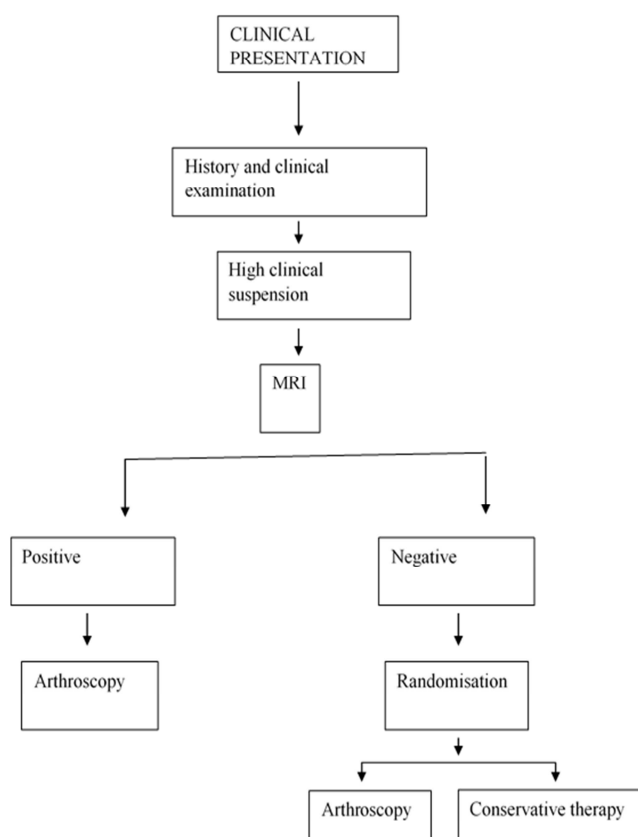 CLINICAL
PRESENTATION
History and clinical
examination
High clinical
suspension
MRI
Positive
Negative
Arthroscopy
Randomisation
Arthroscopy
Conservative therapy